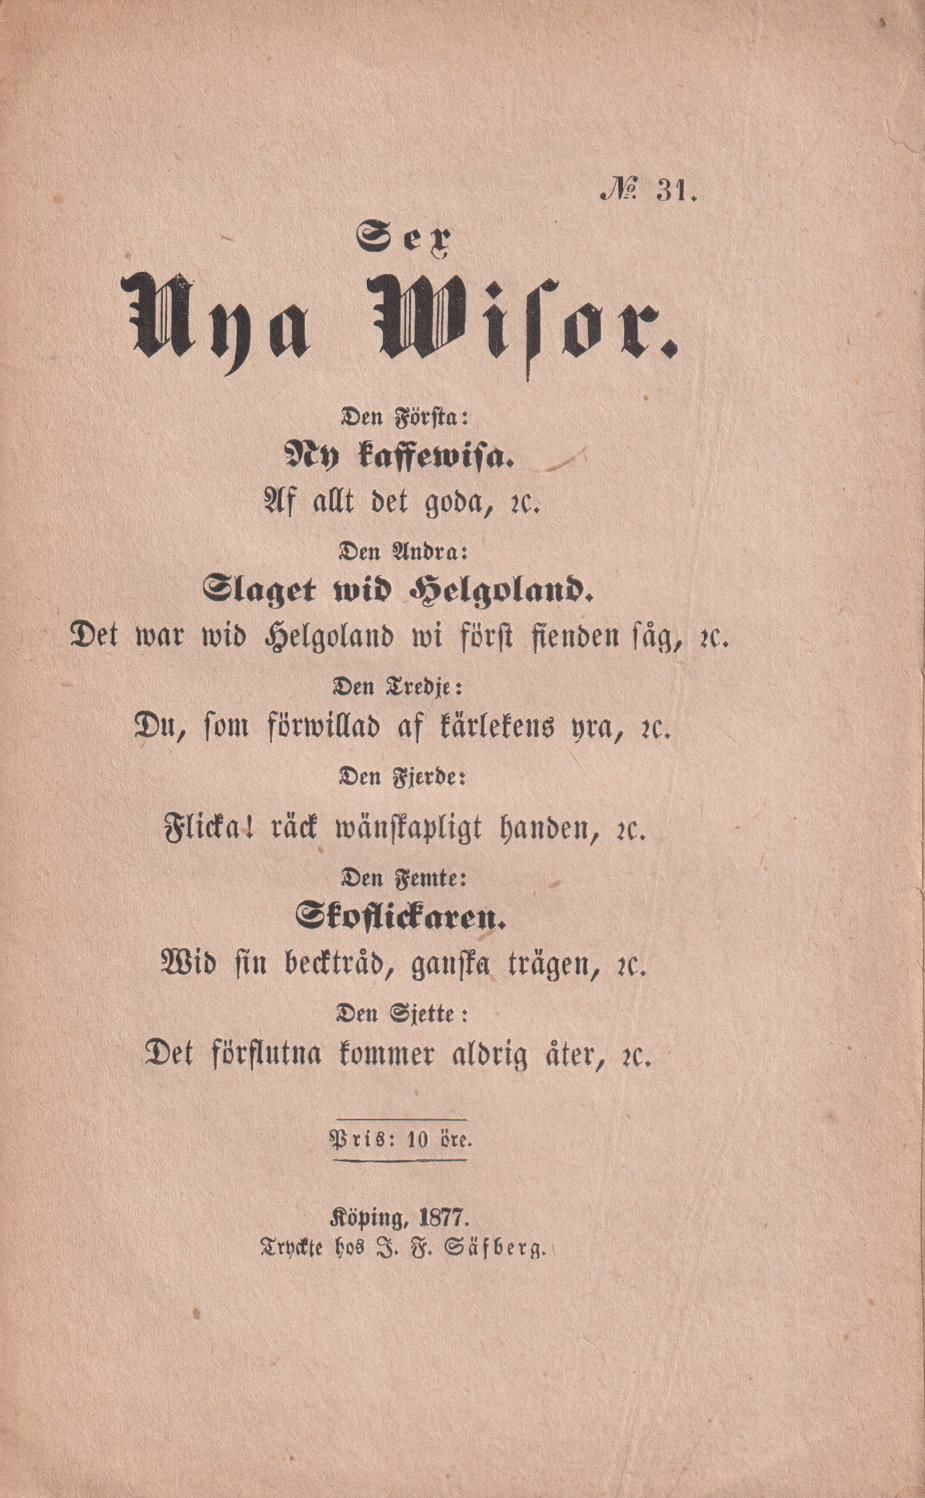 № 31.
Sex
Nya Wisor.
Den Första:
Ny kaffewisa.
Af allt det goda, ꝛc.
Den Andra:
Slaget wid Helgoland.
Det war wid Helgoland wi först fienden såg, ꝛc.
Den Tredje:
Du, som förwillad af kärlekens yra, ꝛc.
Den Fjerde:
Flicka! räck wänskapligt handen, ꝛc.
Den Femte:
Skoflickaren.
Wid sin becktråd, ganska trägen, ꝛc.
Den Sjette:
Det förflutna kommer aldrig åter, ꝛc.
Pris: 10 öre.
Köping, 1877.
Tryckte hos J. F. Säfberg.